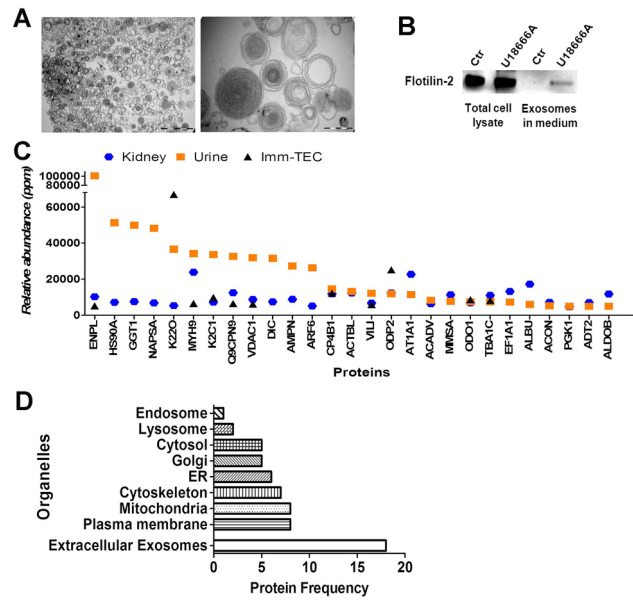 A
B
Ctr U18666A Ctr U18666A
Flotilin-2
Total cell lysate
Exosomes in medium
C
Kidney Urine Imm-TEC
Relative abundance (ppm)
100000
80000
60000
40000
20000
0
ENPL HS90A GGT1 NAPSA K22O MYH9 K2C1 Q9CPN9 VDAC1 DIC AMPN ARF6 CP4B1 ACTBL VILI ODP2 AT1A1 ACADV MMSA ODO1 TBA1C EF1A1 ALBU ACON PGK1 ADT2 ALDOB
Proteins
D
Organelles
Endosome
Lysosome
Cytosol
Golgi
ER
Cytoskeleton
Mitochondria
Plasma membrane
Extracellular Exosomes
0 5 10 15 20
Protein Frequency